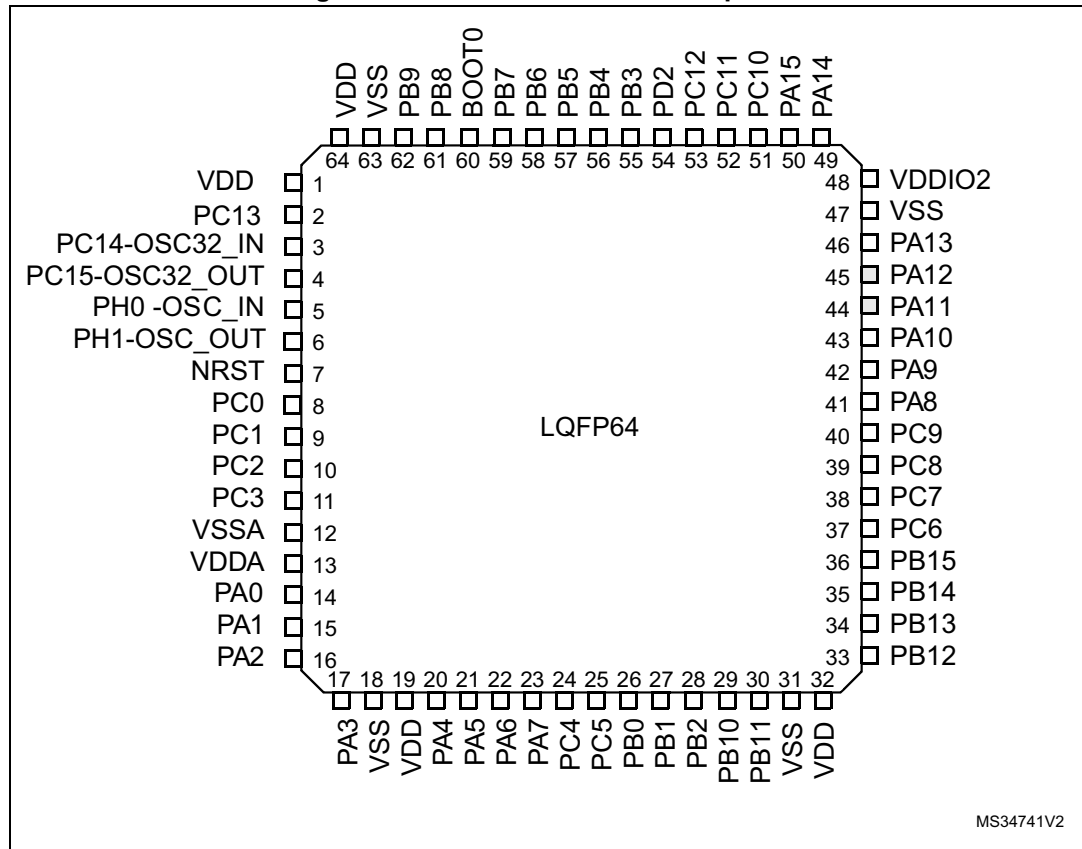 VDD
VSS
PB9
PB8
BOOT0
PB7
PB6
PB5
PB4
PB3
PD2
PC12
PC11
PC10
PA15
PA14
64 63 62 61 60 59 58 57 56 55 54 53 52 51 50 49
VDD 1
PC13 2
PC14-OSC32_IN 3
PC15-OSC32_OUT 4
PH0 -OSC_IN 5
PH1-OSC_OUT 6
NRST 7
PC0 8
PC1 9
PC2 10
PC3 11
VSSA 12
VDDA 13
PA0 14
PA1 15
PA2 16
LQFP64
48 VDDIO2
47 VSS
46 PA13
45 PA12
44 PA11
43 PA10
42 PA9
41 PA8
40 PC9
39 PC8
38 PC7
37 PC6
36 PB15
35 PB14
34 PB13
33 PB12
17 18 19 20 21 22 23 24 25 26 27 28 29 30 31 32
PA3
VSS
VDD
PA4
PA5
PA6
PA7
PC4
PC5
PB0
PB1
PB2
PB10
PB11
VSS
VDD
MS34741V2